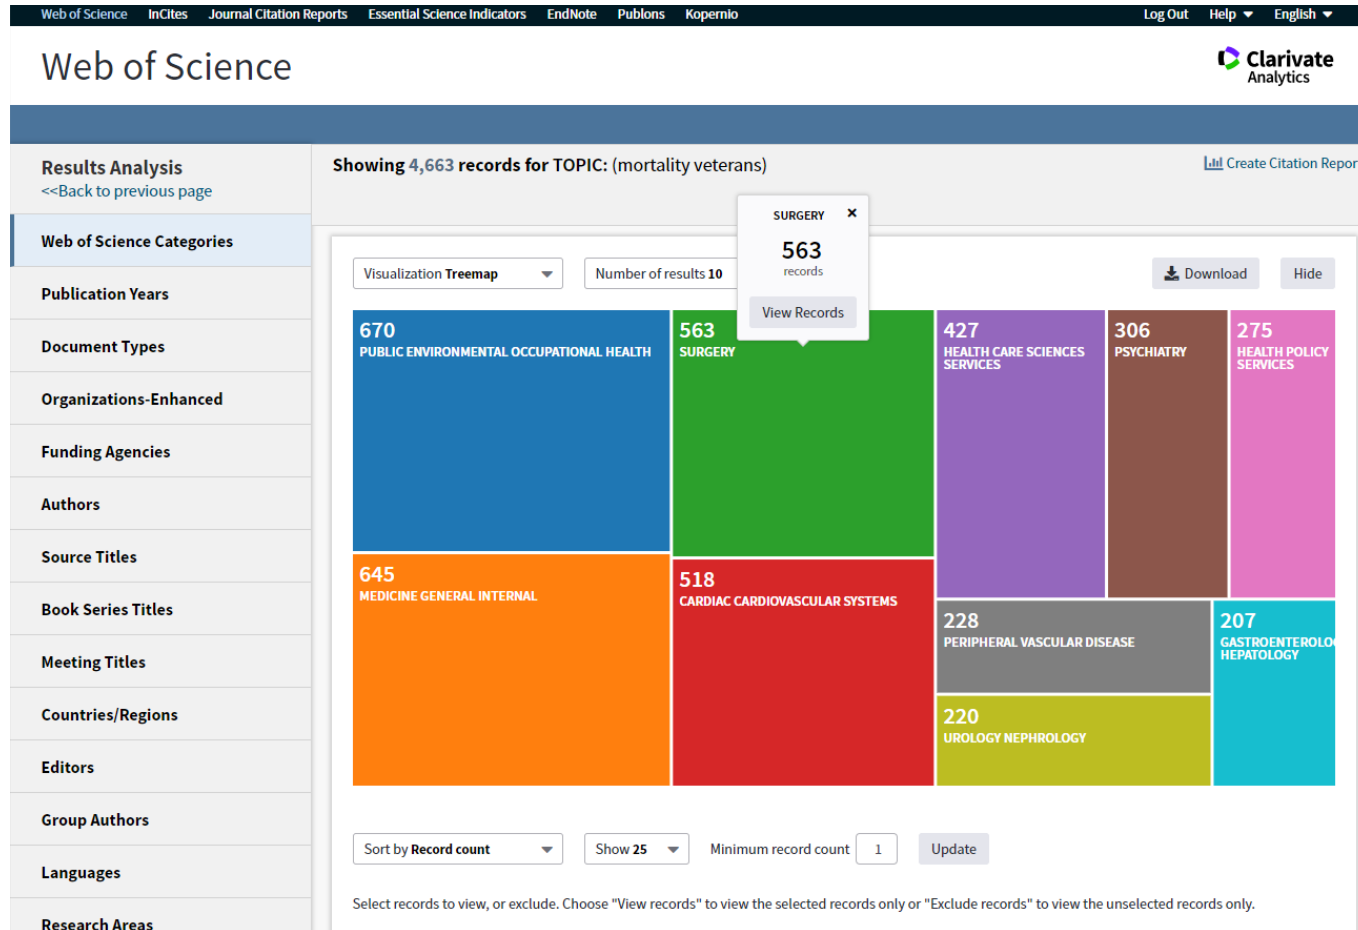 Web of Science InCites Journal Citation Reports Essential Science Indicators EndNote Publons Kopernio Log Out Help English
Web of Science
Clarivate
Analytics
Results Analysis
<<Back to previous page
Showing 4,663 records for TOPIC: (mortality veterans)
Create Citation Repor
Web of Science Categories
Publication Years
Document Types
Organizations-Enhanced
Funding Agencies
Authors
Source Titles
Book Series Titles
Meeting Titles
Countries/Regions
Editors
Group Authors
Languages
Research Areas
SURGERY
563
records
View Records
Visualization Treemap
Number of results 10
Download
Hide
670
PUBLIC ENVIRONMENTAL OCCUPATIONAL HEALTH
563
SURGERY
427
HEALTH CARE SCIENCES
SERVICES
306
PSYCHIATRY
275
HEALTH POLICY
SERVICES
645
MEDICINE GENERAL INTERNAL
518
CARDIAC CARDIOVASCULAR SYSTEMS
228
PERIPHERAL VASCULAR DISEASE
207
GASTROENTEROLO
HEPATOLOGY
220
UROLOGY NEPHROLOGY
Sort by Record count
Show 25
Minimum record count 1
Update
Select records to view, or exclude. Choose "View records" to view the selected records only or "Exclude records" to view the unselected records only.